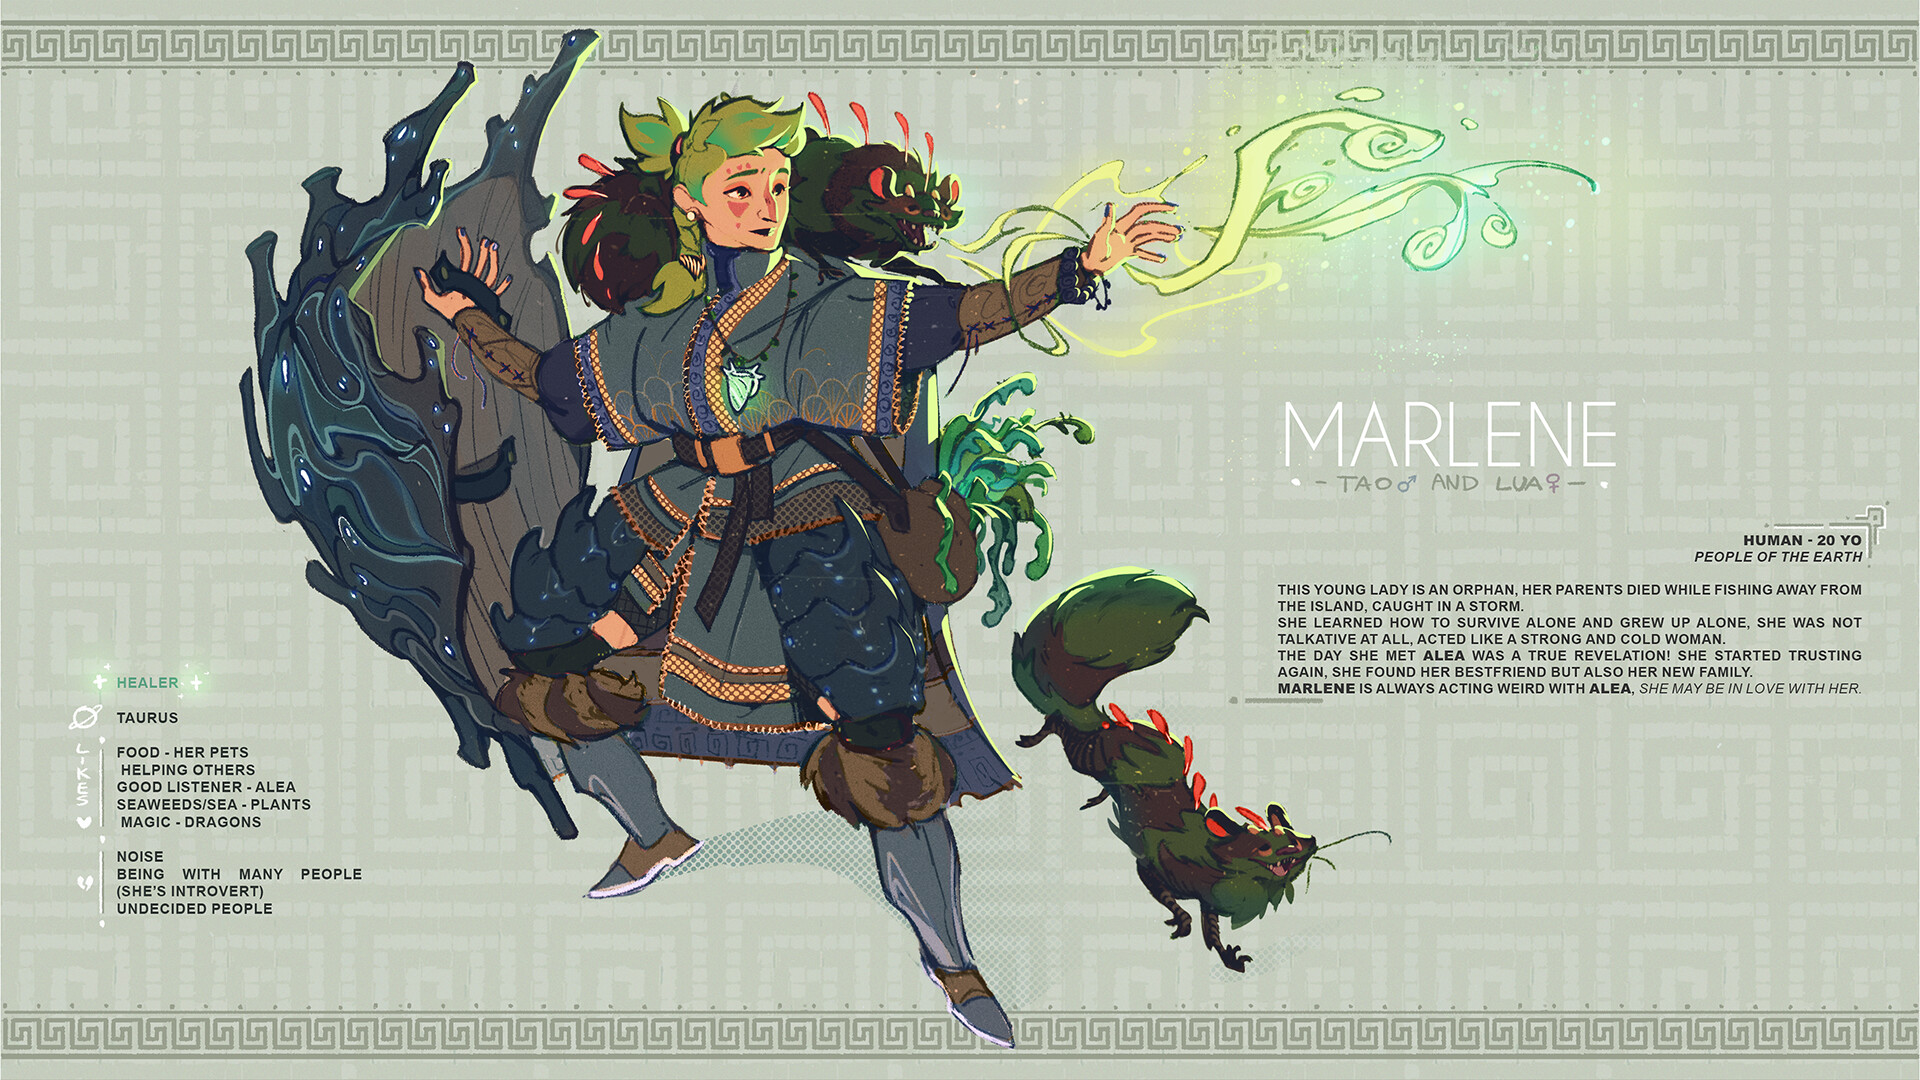 MARLENE
- TAO♂ AND LUA♀ -
HUMAN - 20 YO
PEOPLE OF THE EARTH
THIS YOUNG LADY IS AN ORPHAN, HER PARENTS DIED WHILE FISHING AWAY FROM
THE ISLAND, CAUGHT IN A STORM.
SHE LEARNED HOW TO SURVIVE ALONE AND GREW UP ALONE, SHE WAS NOT
TALKATIVE AT ALL, ACTED LIKE A STRONG AND COLD WOMAN.
THE DAY SHE MET ALEA WAS A TRUE REVELATION! SHE STARTED TRUSTING
AGAIN, SHE FOUND HER BESTFRIEND BUT ALSO HER NEW FAMILY.
MARLENE IS ALWAYS ACTING WEIRD WITH ALEA, SHE MAY BE IN LOVE WITH HER.
HEALER
TAURUS
LIKES
FOOD - HER PETS
HELPING OTHERS
GOOD LISTENER - ALEA
SEAWEEDS/SEA - PLANTS
MAGIC - DRAGONS
NOISE
BEING WITH MANY PEOPLE
(SHE'S INTROVERT)
UNDECIDED PEOPLE